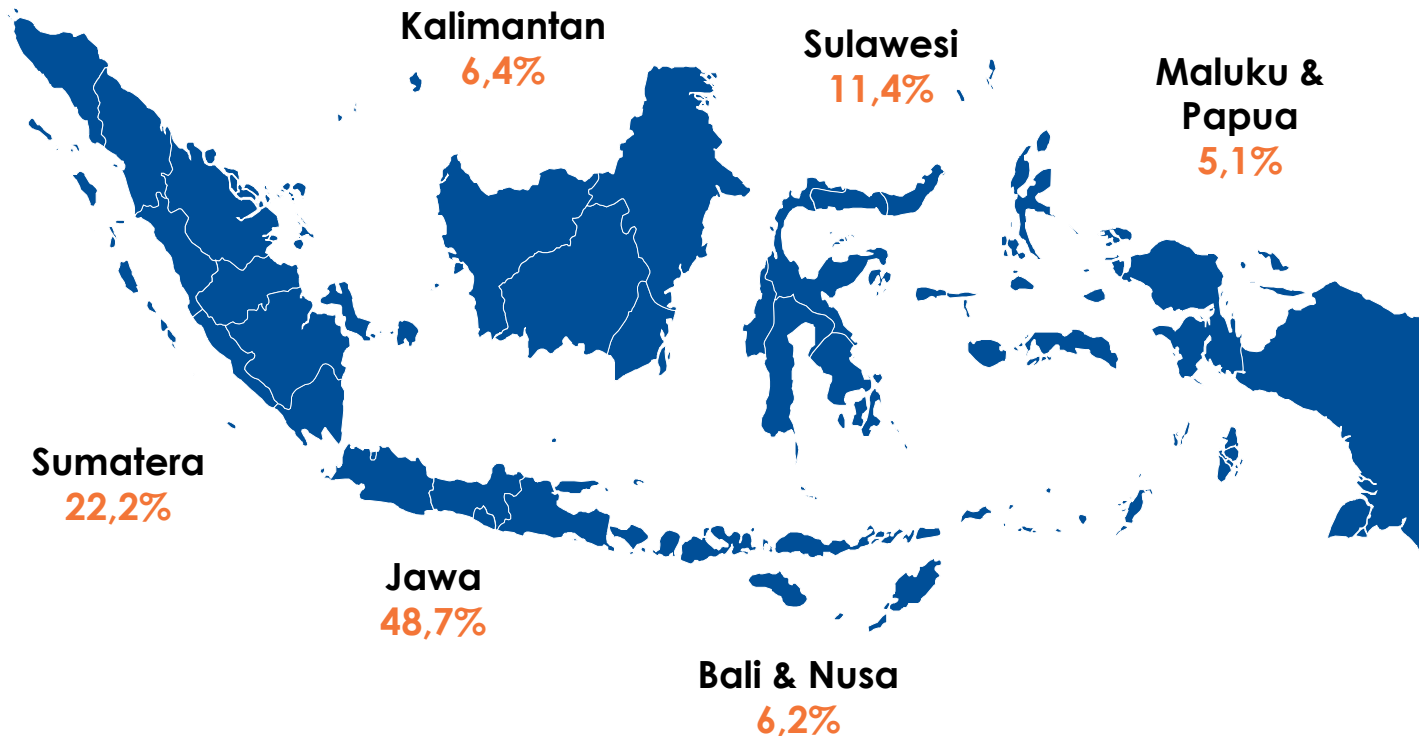 Kalimantan
6,4%
Sulawesi
11,4%
Maluku &
Papua
5,1%
Sumatera
22,2%
Jawa
48,7%
Bali & Nusa
6,2%